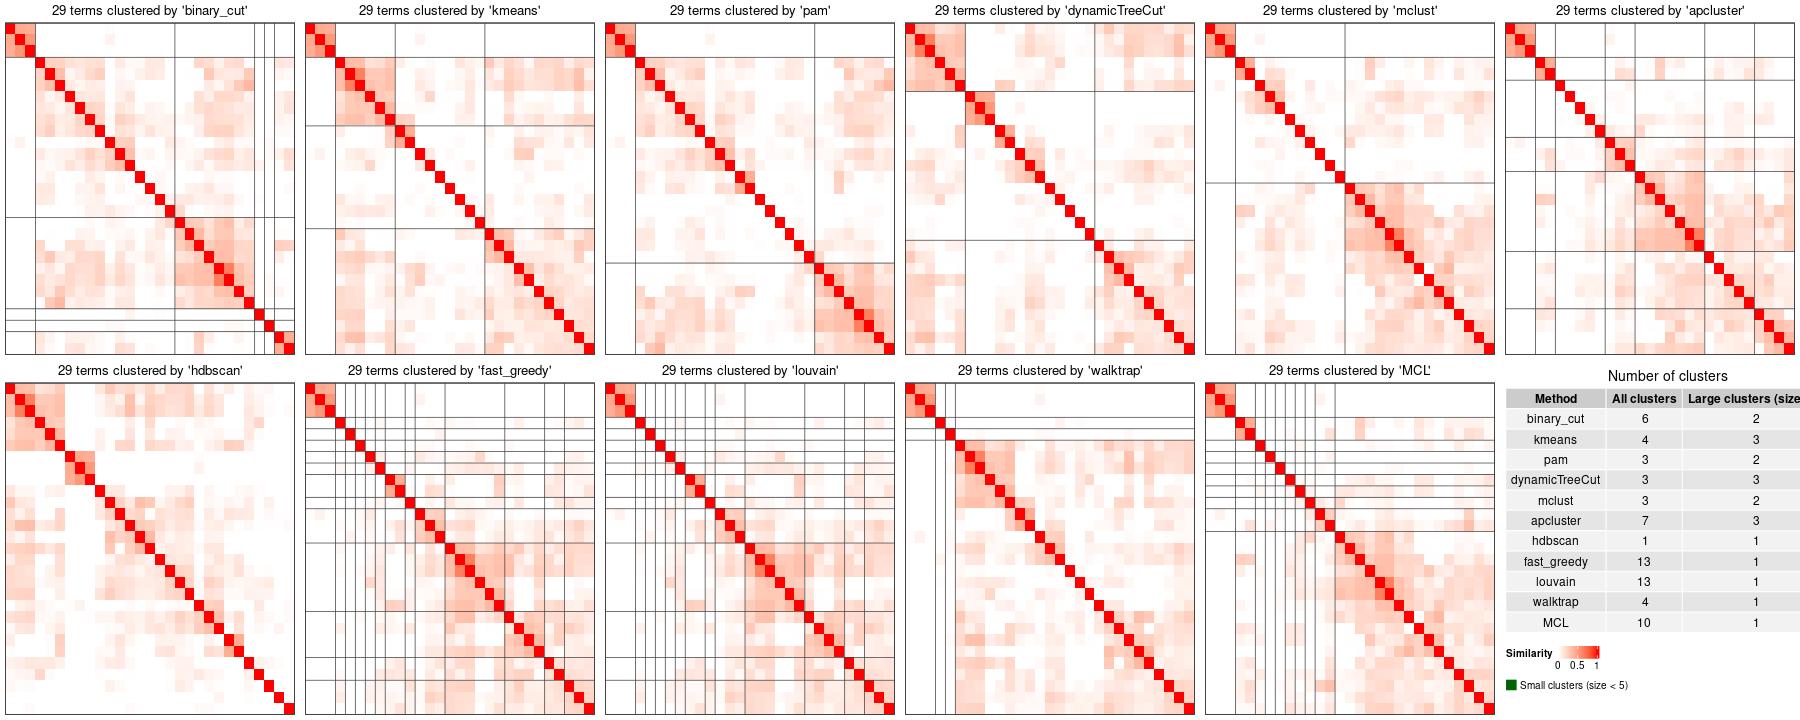 29 terms clustered by 'binary_cut'
29 terms clustered by 'kmeans'
29 terms clustered by 'pam'
29 terms clustered by 'dynamicTreeCut'
29 terms clustered by 'mclust'
29 terms clustered by 'apcluster'
29 terms clustered by 'hdbscan'
29 terms clustered by 'fast_greedy'
29 terms clustered by 'louvain'
29 terms clustered by 'walktrap'
29 terms clustered by 'MCL'
Number of clusters
Method All clusters Large clusters (size
binary_cut 6 2
kmeans 4 3
pam 3 2
dynamicTreeCut 3 3
mclust 3 2
apcluster 7 3
hdbscan 1 1
fast_greedy 13 1
louvain 13 1
walktrap 4 1
MCL 10 1
Similarity
0 0.5 1
Small clusters (size < 5)